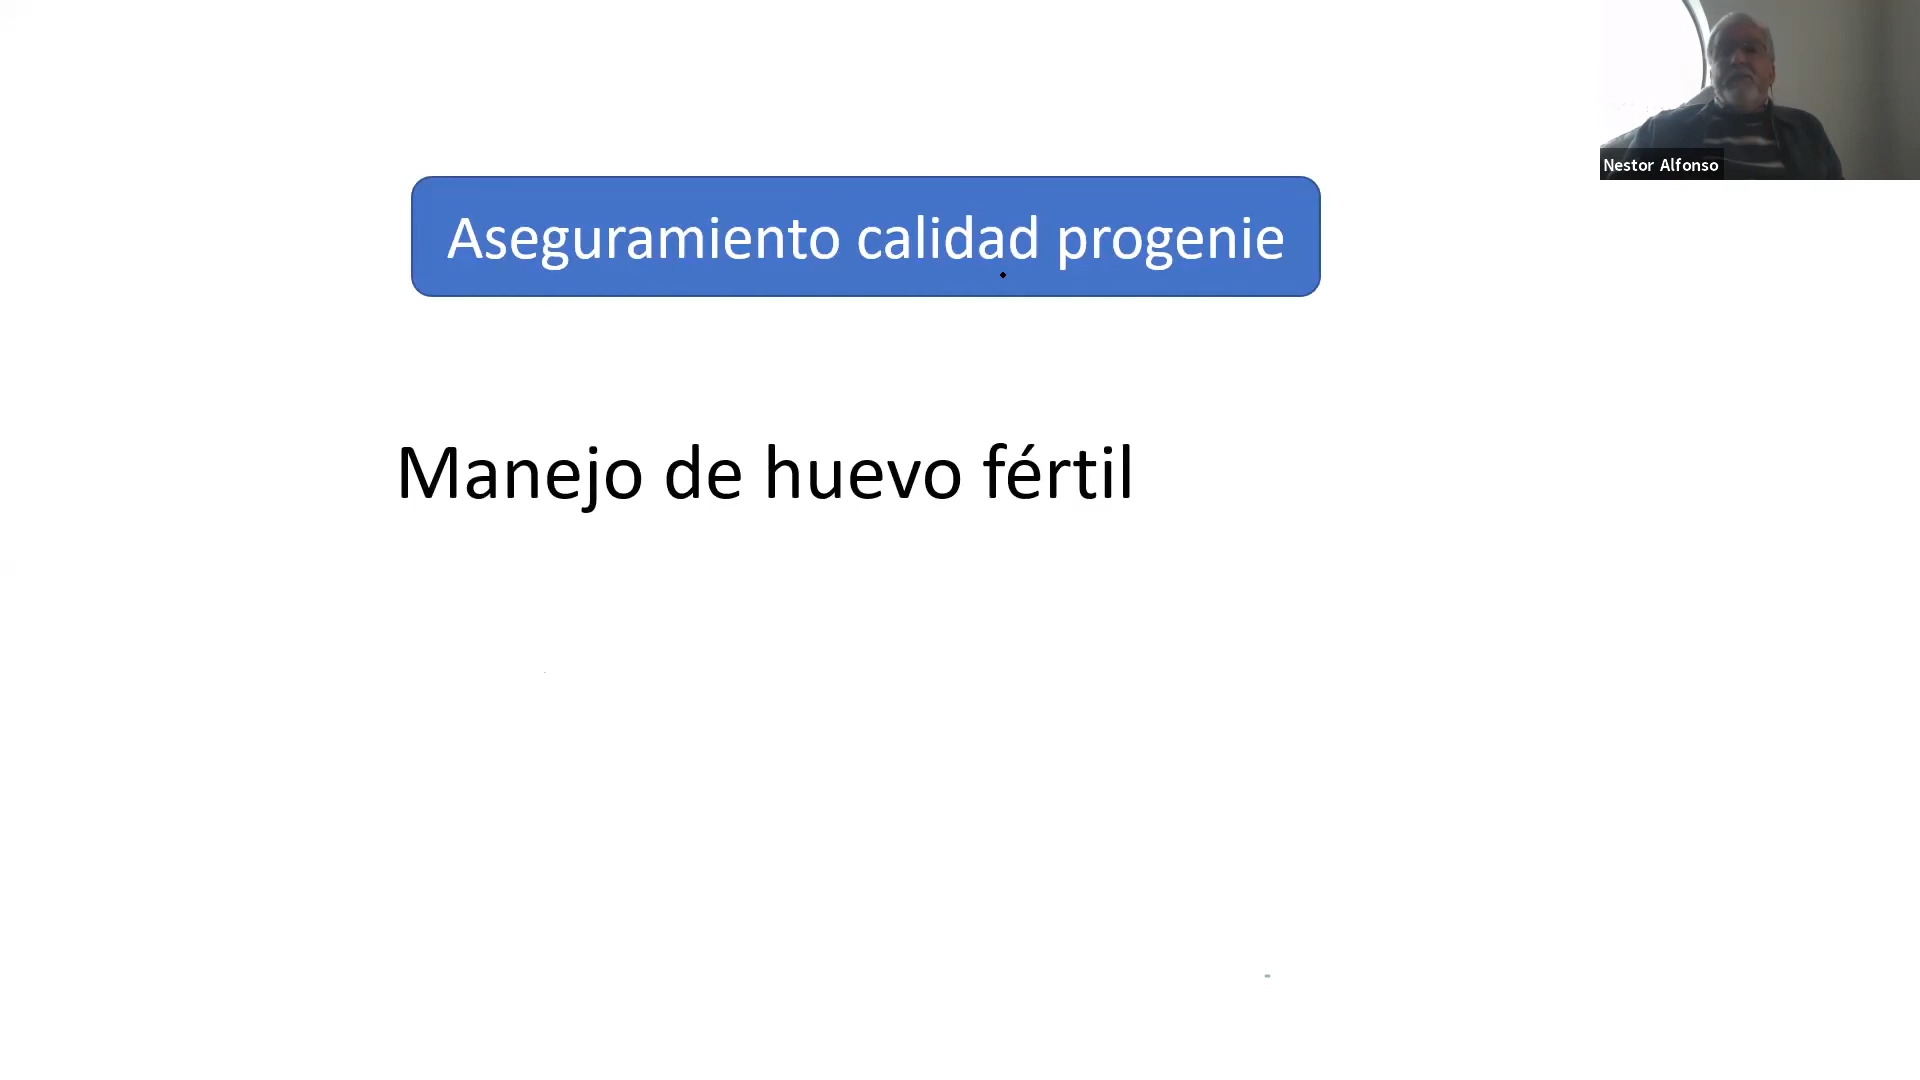 Aseguramiento calidad progenie
Nestor Alfonso
Manejo de huevo fértil